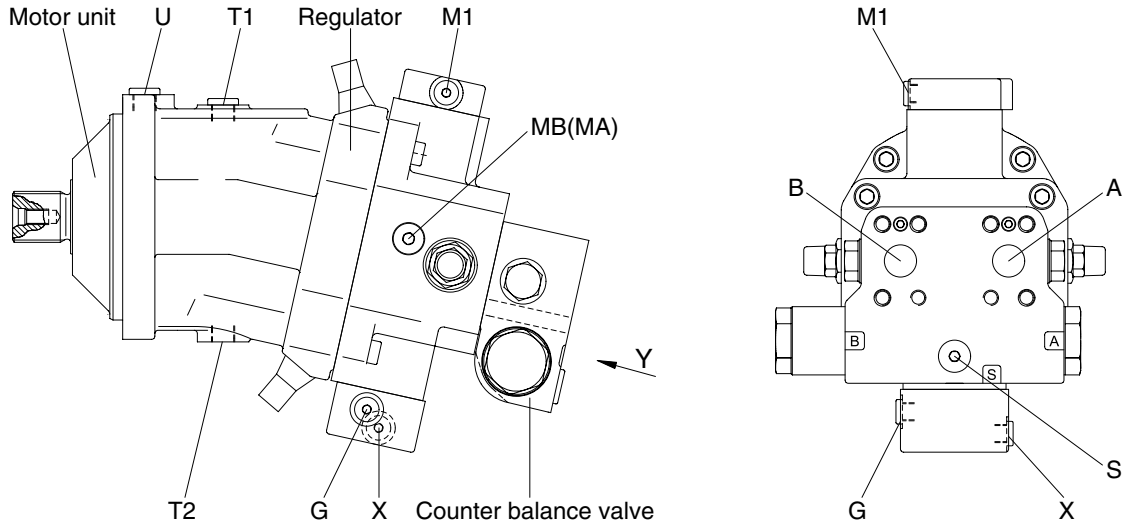 Motor unit U T1 Regulator M1 M1
MB(MA)
B A
B A
S
Y
S
T2 G X Counter balance valve G X